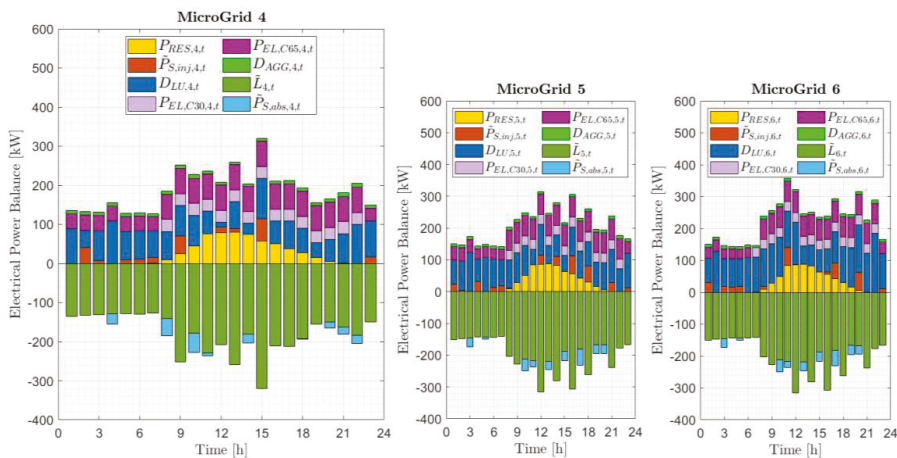 MicroGrid 4
600
500
400
300
200
100
0
-100
-200
-300
-400
Electrical Power Balance [kW]
P_{RES,4,t} P_{EL,C65,4,t}
P̃_{S,inj,4,t} D_{AGG,4,t}
D_{LU,4,t} L̃_{4,t}
P_{EL,C30,4,t} P̃_{S,abs,4,t}
0 3 6 9 12 15 18 21 24
Time [h]
MicroGrid 5
600
500
400
300
200
100
0
-100
-200
-300
-400
Electrical Power Balance [kW]
P_{RES,5,t} P_{EL,C65,5,t}
P̃_{S,inj,5,t} D_{AGG,5,t}
D_{LU,5,t} L̃_{5,t}
P_{EL,C30,5,t} P̃_{S,abs,5,t}
0 3 6 9 12 15 18 21 24
Time [h]
MicroGrid 6
600
500
400
300
200
100
0
-100
-200
-300
-400
Electrical Power Balance [kW]
P_{RES,6,t} P_{EL,C65,6,t}
P̃_{S,inj,6,t} D_{AGG,6,t}
D_{LU,6,t} L̃_{6,t}
P_{EL,C30,6,t} P̃_{S,abs,6,t}
0 3 6 9 12 15 18 21 24
Time [h]